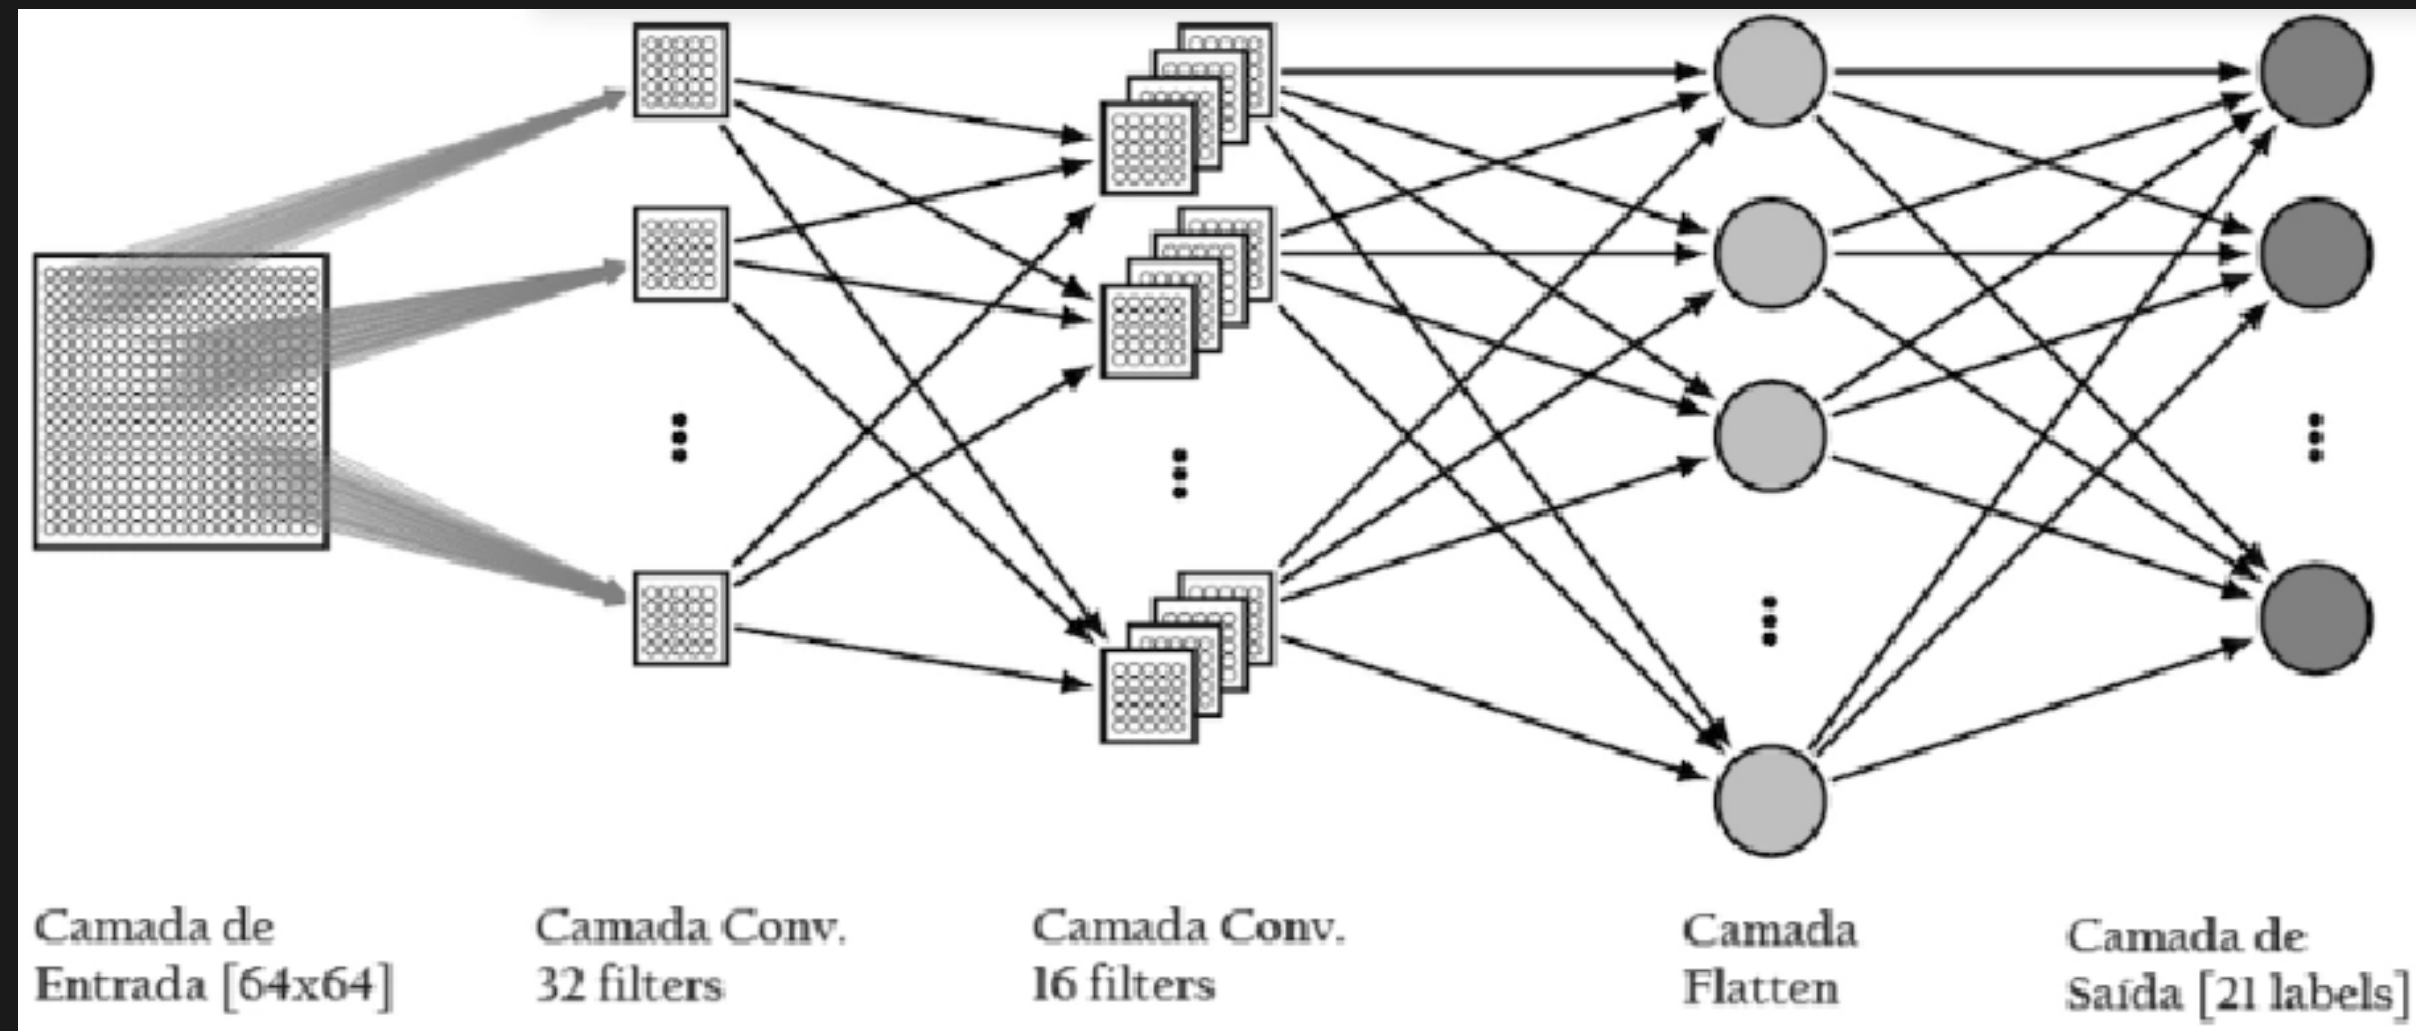 Camada de
Entrada [64x64]
Camada Conv.
32 filters
Camada Conv.
16 filters
Camada
Flatten
Camada de
Saída [21 labels]